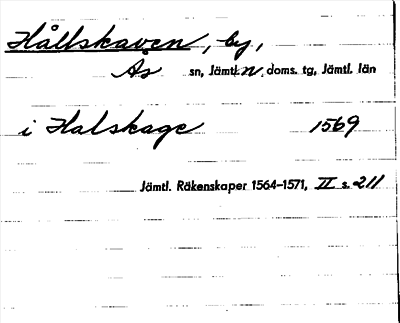 Hållskaven, by,
Ås sn, Jämtl. n. doms. tg, Jämtl. län
i Halskage 1569
Jämtl. Räkenskaper 1564-1571, II s. 211